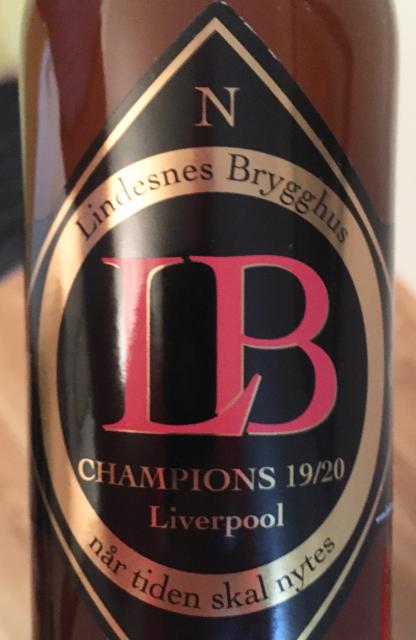 N
Lindesnes Brygghus
LB
CHAMPIONS 19/20
Liverpool
når tiden skal nytes